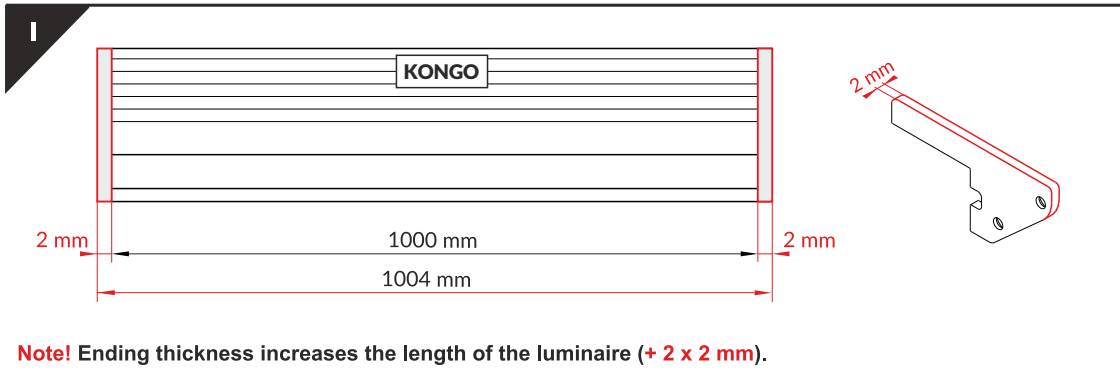 I
KONGO
2 mm
2 mm
1000 mm
2 mm
1004 mm
Note! Ending thickness increases the length of the luminaire (+ 2 x 2 mm).